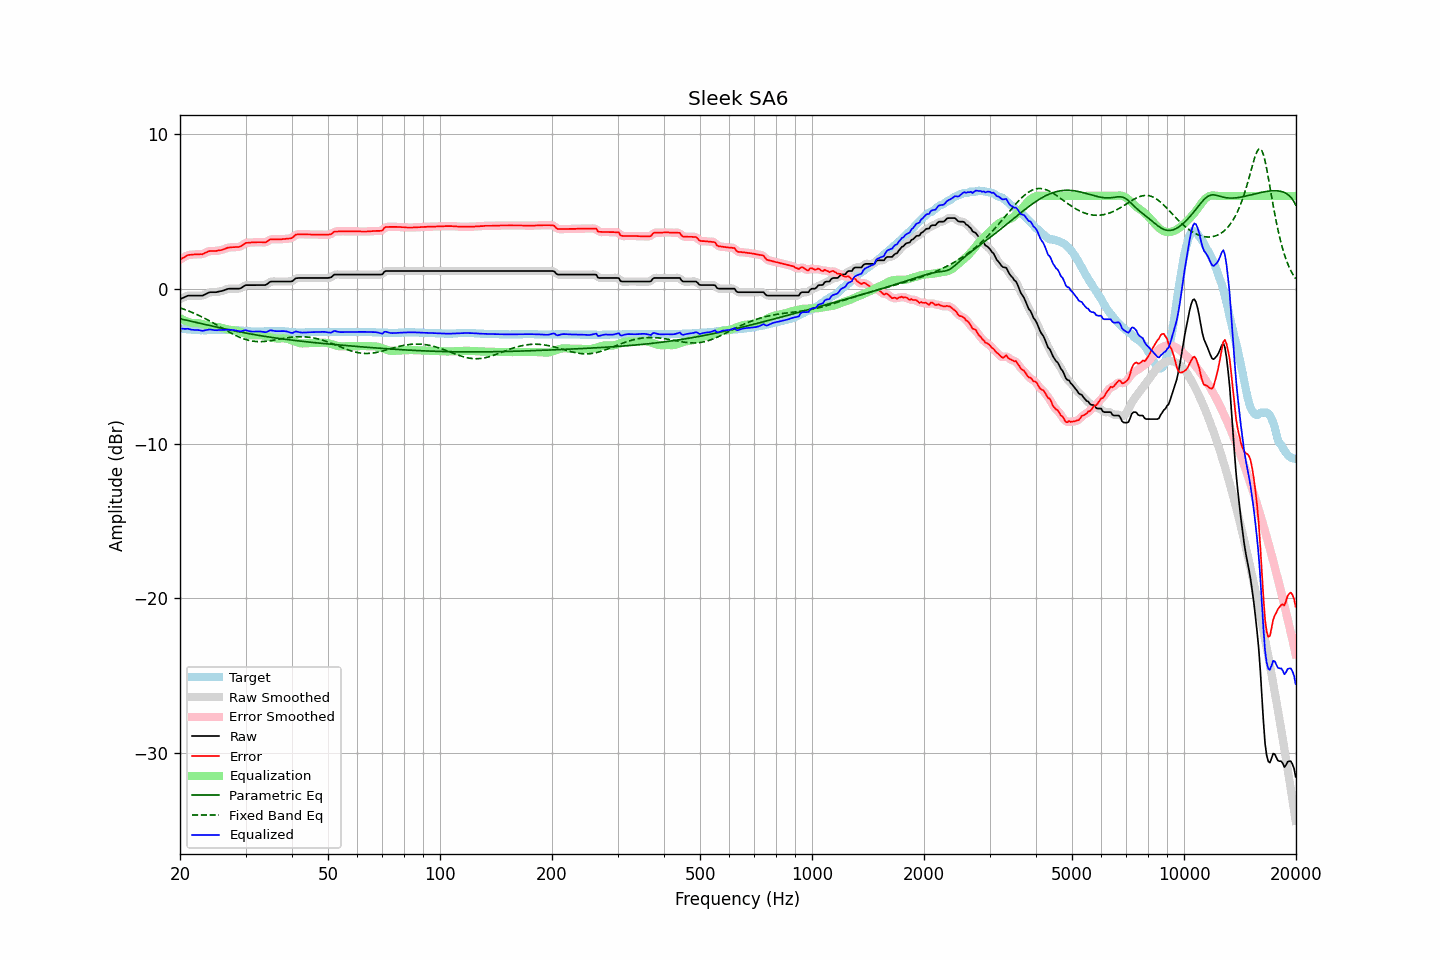 Sleek SA6
Amplitude (dBr)
10
0
−10
−20
−30
Target
Raw Smoothed
Error Smoothed
Raw
Error
Equalization
Parametric Eq
Fixed Band Eq
Equalized
20 50 100 200 500 1000 2000 5000 10000 20000
Frequency (Hz)